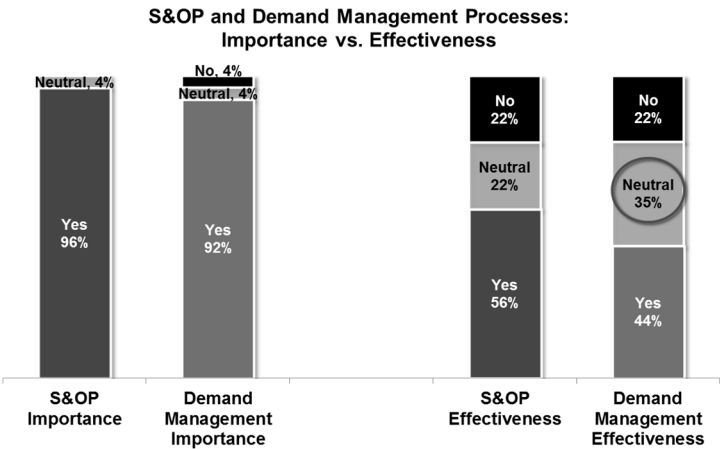 S&OP and Demand Management Processes:
Importance vs. Effectiveness
Neutral, 4%
Yes
96%
No, 4%
Neutral, 4%
Yes
92%
No
22%
Neutral
22%
Yes
56%
No
22%
Neutral
35%
Yes
44%
S&OP
Importance
Demand
Management
Importance
S&OP
Effectiveness
Demand
Management
Effectiveness